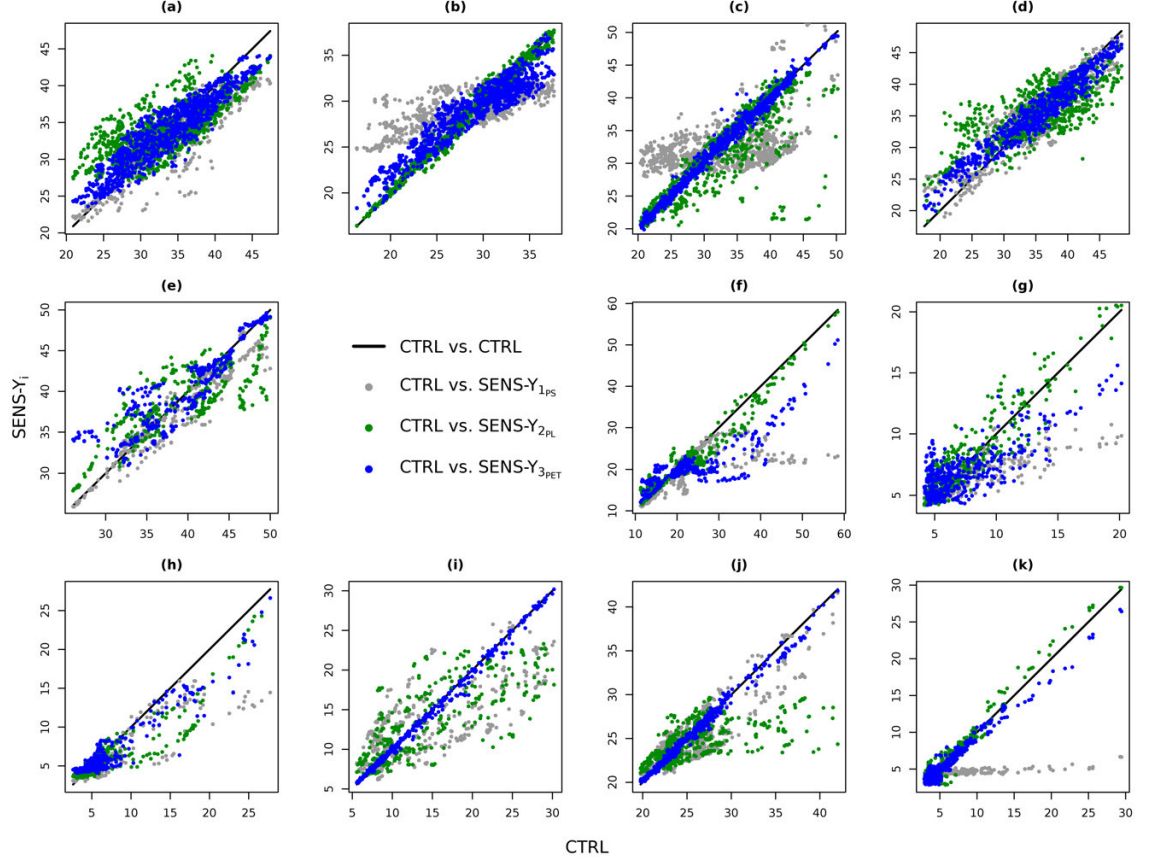 (a)
45
40
35
30
25
20
20 25 30 35 40 45
(b)
35
30
25
20
20 25 30 35
(c)
50
45
40
35
30
25
20
20 25 30 35 40 45 50
(d)
45
40
35
30
25
20
20 25 30 35 40 45
SENS-Yi
(e)
50
45
40
35
30
30 35 40 45 50
CTRL vs. CTRL
CTRL vs. SENS-Y1PS
CTRL vs. SENS-Y2PL
CTRL vs. SENS-Y3PET
(f)
60
50
40
30
20
10
10 20 30 40 50 60
(g)
20
15
10
5
5 10 15 20
(h)
25
20
15
10
5
5 10 15 20 25
(i)
30
25
20
15
10
5
5 10 15 20 25 30
(j)
40
35
30
25
20
20 25 30 35 40
(k)
30
25
20
15
10
5
5 10 15 20 25 30
CTRL